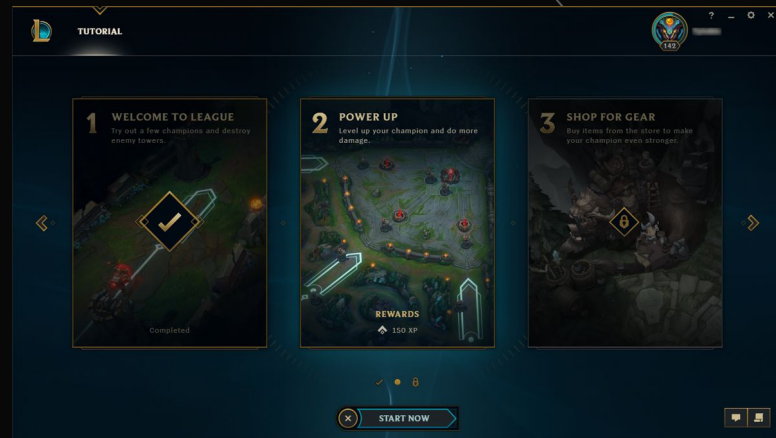 TUTORIAL
?
142
1 WELCOME TO LEAGUE
Try out a few champions and destroy
enemy towers.
Completed
2 POWER UP
Level up your champion and do more
damage.
REWARDS
150 XP
3 SHOP FOR GEAR
Buy items from the store to make
your champion even stronger.
START NOW